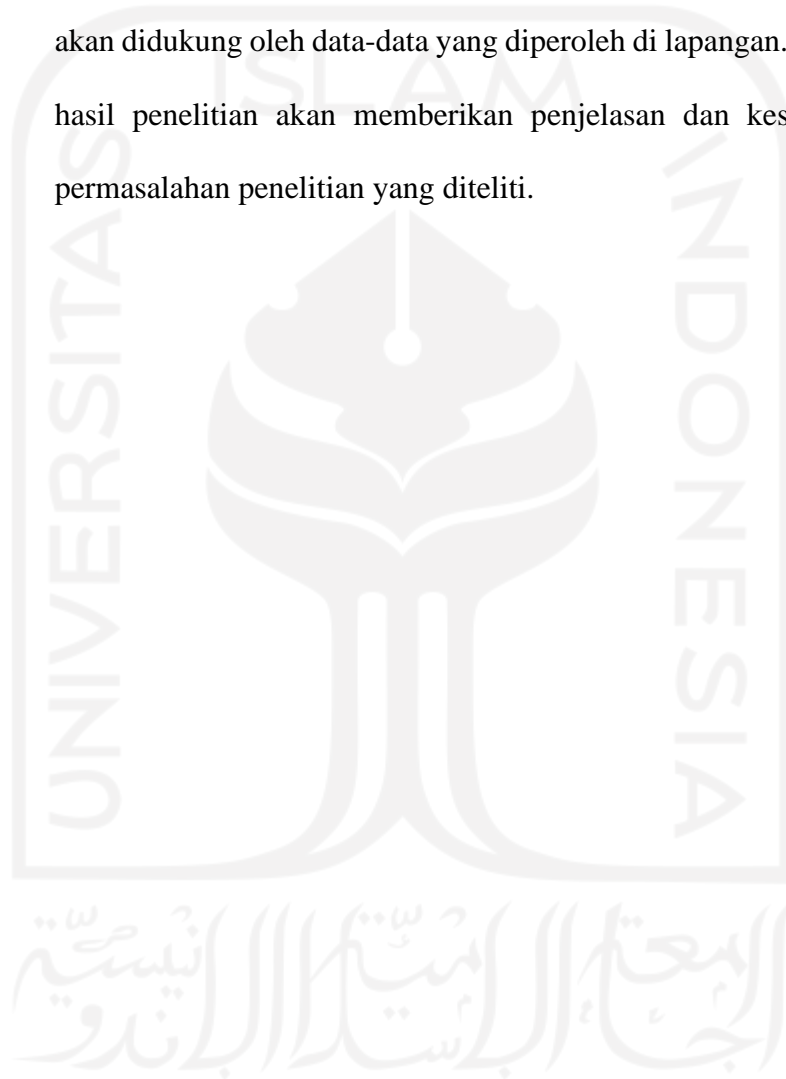 akan didukung oleh data-data yang diperoleh di lapangan.
hasil penelitian akan memberikan penjelasan dan kes
permasalahan penelitian yang diteliti.
ISLAM
UNIVERSITAS
INDONESIA